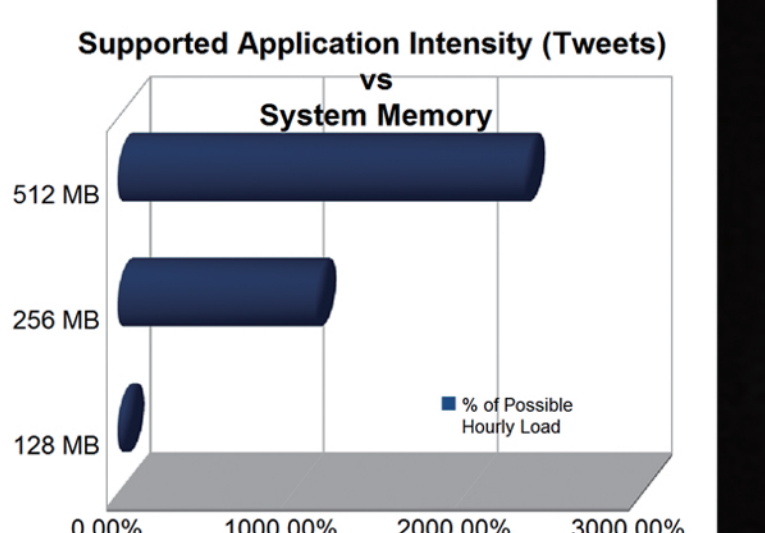 Supported Application Intensity (Tweets)
vs
System Memory
512 MB
256 MB
128 MB
% of Possible
Hourly Load
0.00%
1000.00%
2000.00%
3000.00%